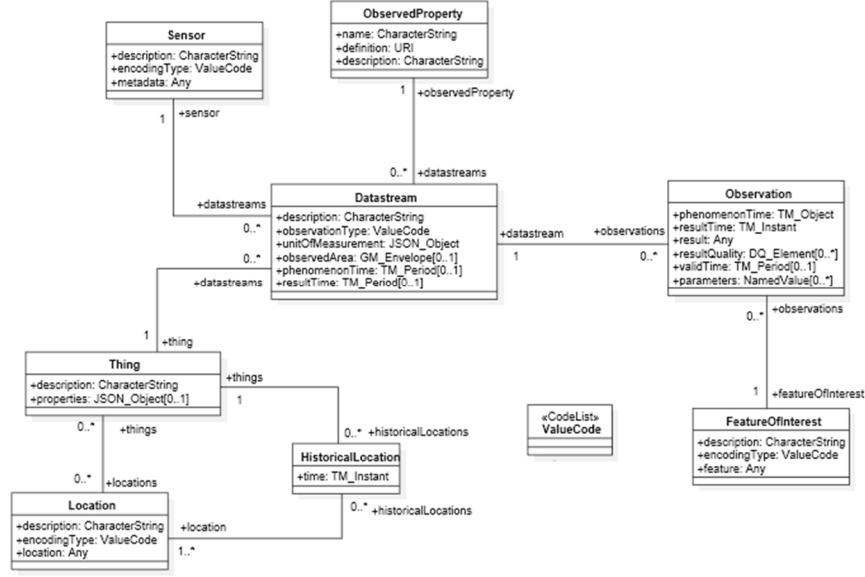 ObservedProperty
+name: CharacterString
+definition: URI
+description: CharacterString
Sensor
+description: CharacterString
+encodingType: ValueCode
+metadata: Any
1
+observedProperty
1
+sensor
0..*
+datastreams
+datastreams
0..*
Datastream
+description: CharacterString
+observationType: ValueCode
+unitOfMeasurement: JSON_Object
+observedArea: GM_Envelope[0..1]
+phenomenonTime: TM_Period[0..1]
+resultTime: TM_Period[0..1]
+datastream
1
+observations
0..*
Observation
+phenomenonTime: TM_Object
+resultTime: TM_Instant
+result: Any
+resultQuality: DQ_Element[0..*]
+validTime: TM_Period[0..1]
+parameters: NamedValue[0..*]
0..*
+datastreams
1
+thing
0..*
+observations
1
+featureOfInterest
Thing
+description: CharacterString
+properties: JSON_Object[0..1]
+things
1
0..*
+things
0..*
+historicalLocations
«CodeList»
ValueCode
FeatureOfInterest
+description: CharacterString
+encodingType: ValueCode
+feature: Any
HistoricalLocation
+time: TM_Instant
0..*
+locations
0..*
+historicalLocations
Location
+description: CharacterString
+encodingType: ValueCode
+location: Any
+location
1..*